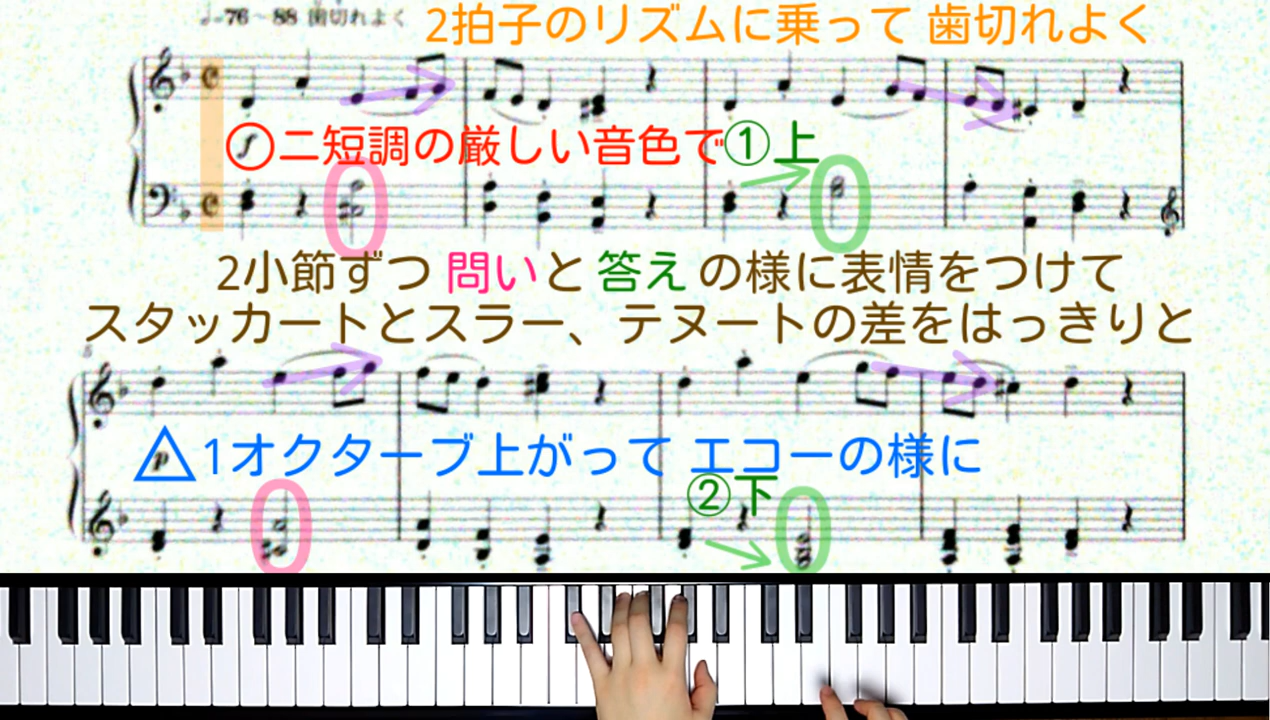 ♩=76~88 歯切れよく
2拍子のリズムに乗って 歯切れよく
f
ニ短調の厳しい音色で
①上
2小節ずつ 問いと 答え の様に表情をつけて
スタッカートとスラー、テヌートの差をはっきりと
5
p
1オクターブ上がって エコーの様に
②下